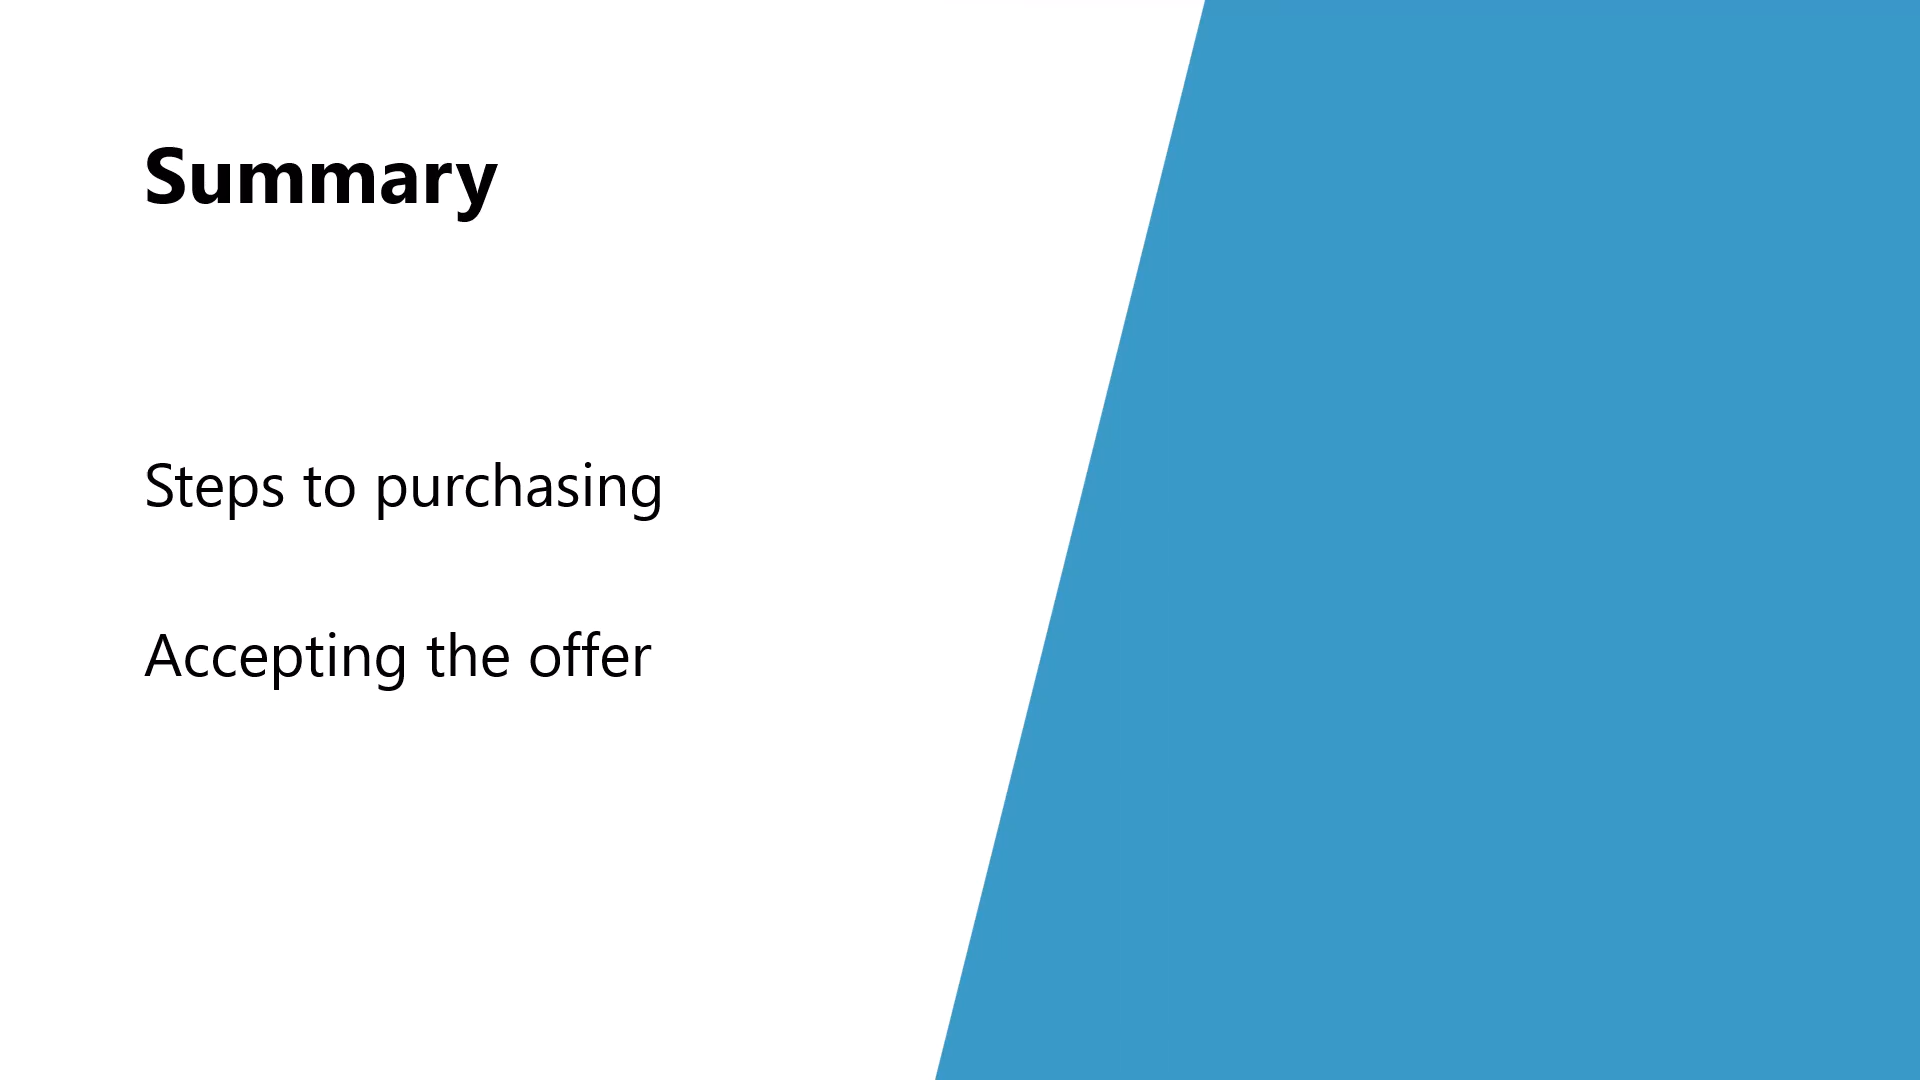 Summary
Steps to purchasing
Accepting the offer